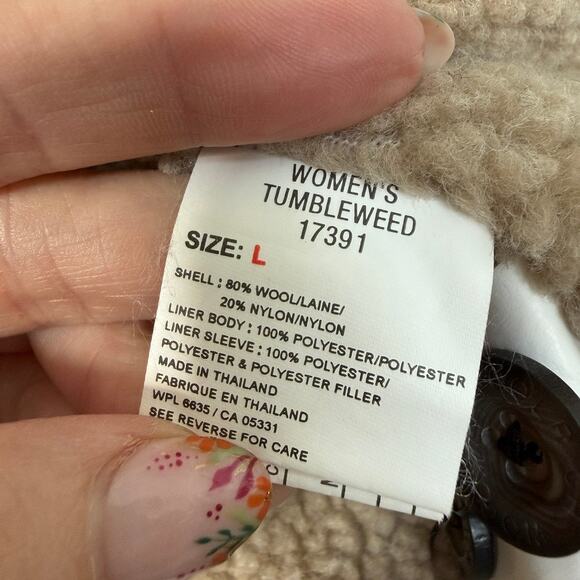 WOMEN'S
TUMBLEWEED
17391
SIZE: L
SHELL : 80% WOOL/LAINE/
20% NYLON/NYLON
LINER BODY : 100% POLYESTER/POLYESTER
LINER SLEEVE : 100% POLYESTER/
POLYESTER & POLYESTER FILLER
MADE IN THAILAND
FABRIQUE EN THAILAND
WPL 6635 / CA 05331
SEE REVERSE FOR CARE